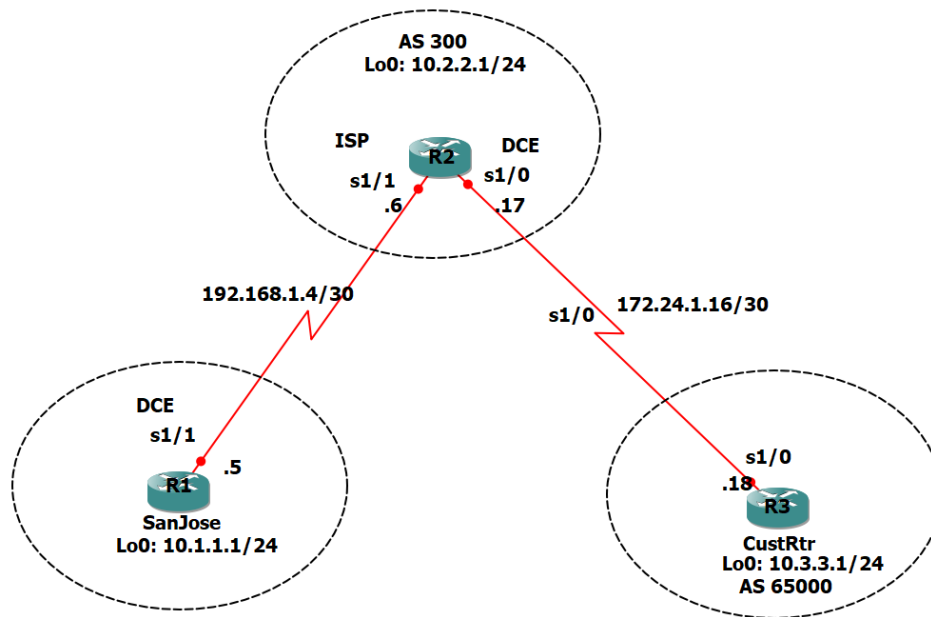 AS 300
Lo0: 10.2.2.1/24
ISP
DCE
R2
s1/1
s1/0
.6
.17
192.168.1.4/30
s1/0
172.24.1.16/30
DCE
s1/1
.5
R1
SanJose
Lo0: 10.1.1.1/24
s1/0
.18
R3
CustRtr
Lo0: 10.3.3.1/24
AS 65000